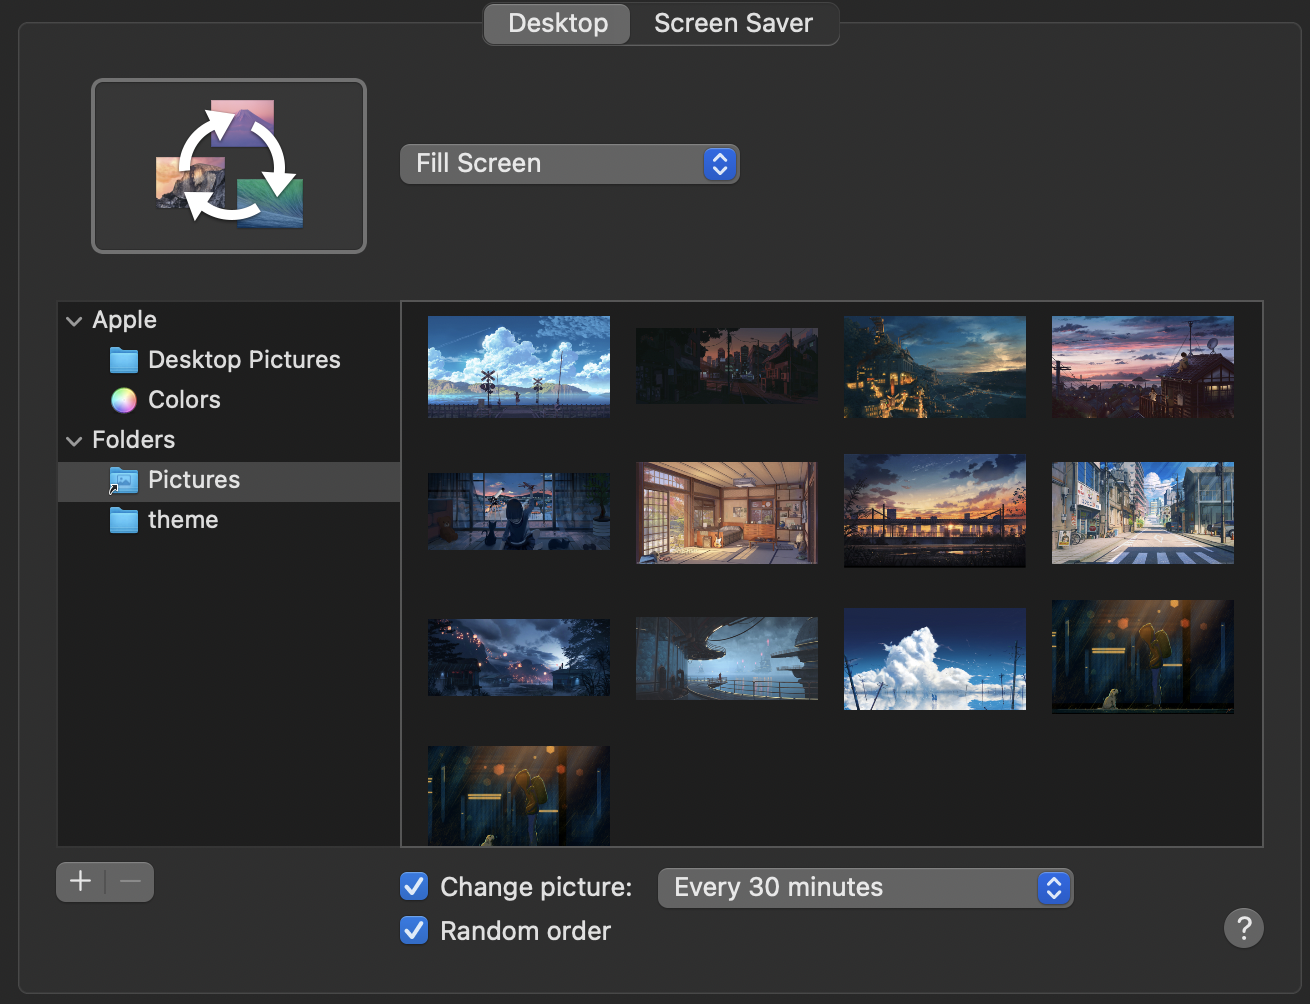 Desktop
Screen Saver
Fill Screen
Apple
Desktop Pictures
Colors
Folders
Pictures
theme
+ −
Change picture: Every 30 minutes
Random order
?